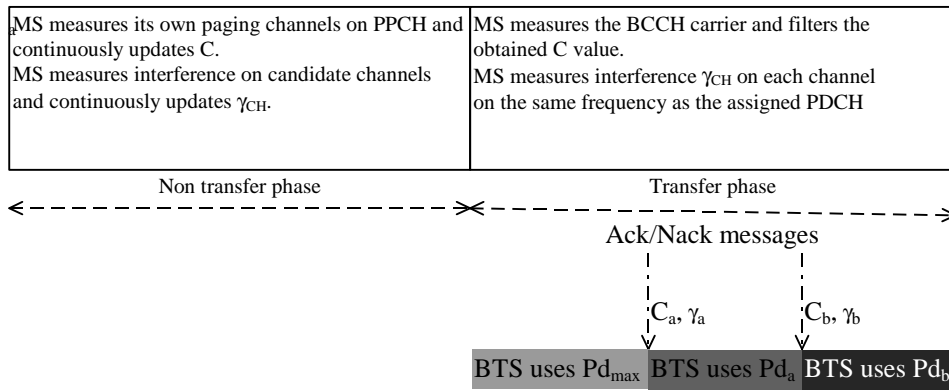 a
MS measures its own paging channels on PPCH and
continuously updates C.
MS measures interference on candidate channels
and continuously updates γCH.
MS measures the BCCH carrier and filters the
obtained C value.
MS measures interference γCH on each channel
on the same frequency as the assigned PDCH
Non transfer phase
Transfer phase
Ack/Nack messages
Ca, γa
Cb, γb
BTS uses Pdmax
BTS uses Pda
BTS uses Pdb